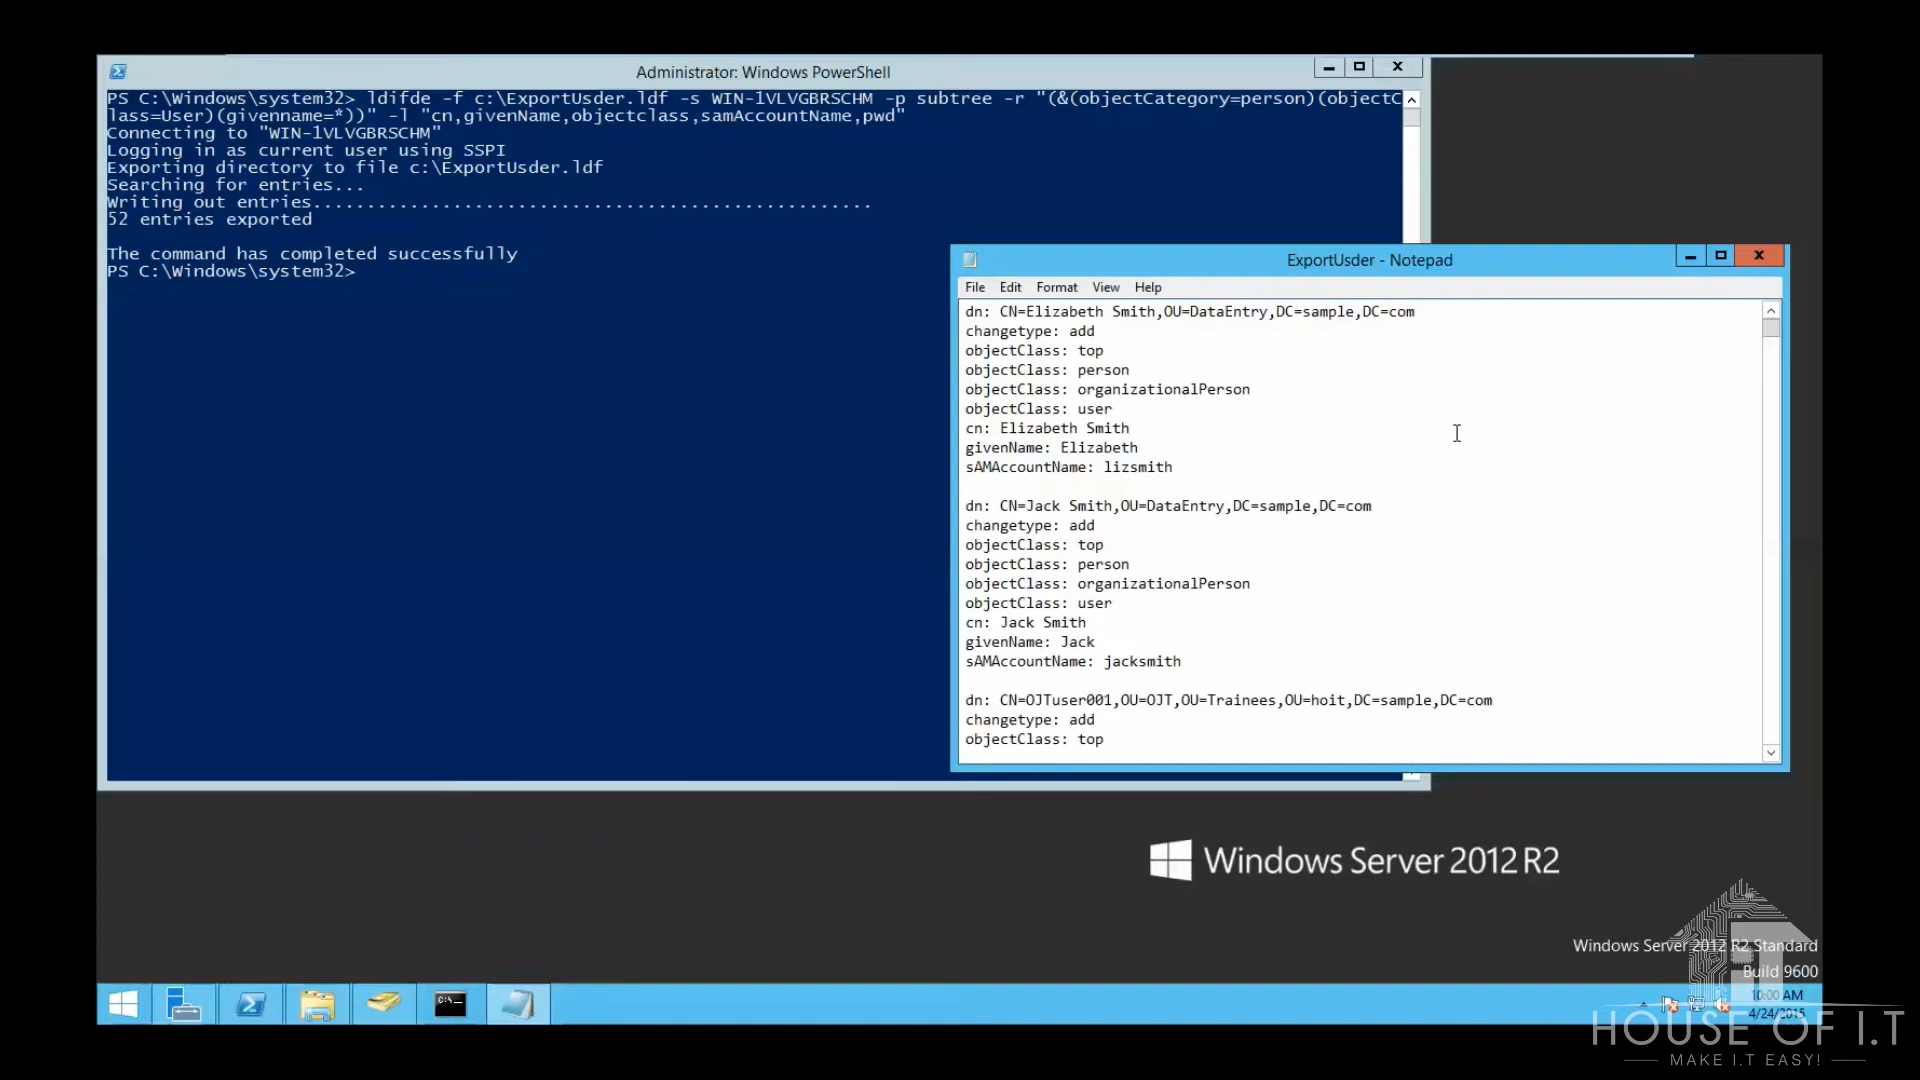 Administrator: Windows PowerShell
PS C:\Windows\system32> ldifde -f c:\ExportUsder.ldf -s WIN-1VLVGBRSCHM -p subtree -r "(&(objectCategory=person)(objectC
lass=User)(givenname=*))" -l "cn,givenName,objectclass,samAccountName,pwd"
Connecting to "WIN-1VLVGBRSCHM"
Logging in as current user using SSPI
Exporting directory to file c:\ExportUsder.ldf
Searching for entries...
Writing out entries....................................................
52 entries exported
The command has completed successfully
PS C:\Windows\system32>
ExportUsder - Notepad
File Edit Format View Help
dn: CN=Elizabeth Smith,OU=DataEntry,DC=sample,DC=com
changetype: add
objectClass: top
objectClass: person
objectClass: organizationalPerson
objectClass: user
cn: Elizabeth Smith
givenName: Elizabeth
sAMAccountName: lizsmith
dn: CN=Jack Smith,OU=DataEntry,DC=sample,DC=com
changetype: add
objectClass: top
objectClass: person
objectClass: organizationalPerson
objectClass: user
cn: Jack Smith
givenName: Jack
sAMAccountName: jacksmith
dn: CN=OJTuser001,OU=OJT,OU=Trainees,OU=hoit,DC=sample,DC=com
changetype: add
objectClass: top
Windows Server 2012 R2
Windows Server 2012 R2 Standard
Build 9600
C:\_
10:00 AM
4/24/2015
HOUSE OF I.T
MAKE I.T EASY!